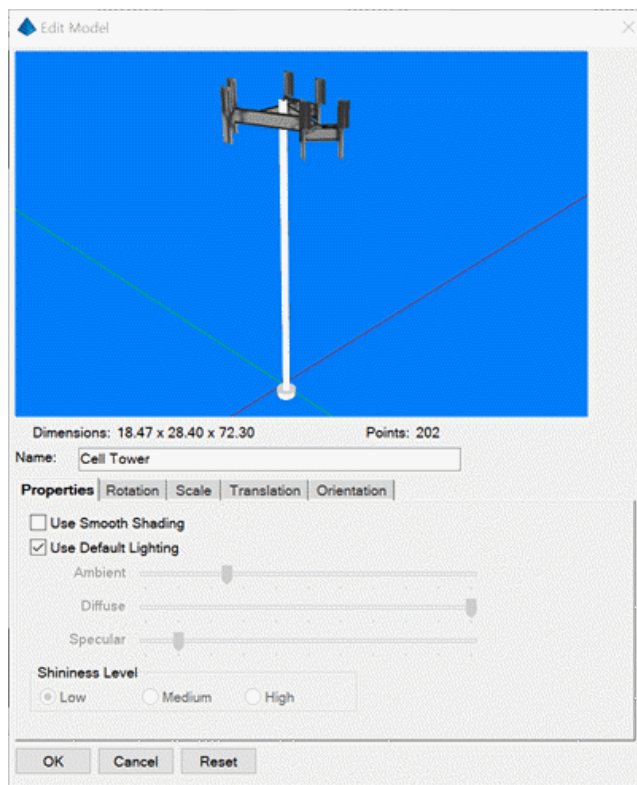 Edit Model
Dimensions: 18.47 x 28.40 x 72.30 Points: 202
Name: Cell Tower
Properties Rotation Scale Translation Orientation
Use Smooth Shading
Use Default Lighting
Ambient
Diffuse
Specular
Shininess Level
Low Medium High
OK Cancel Reset